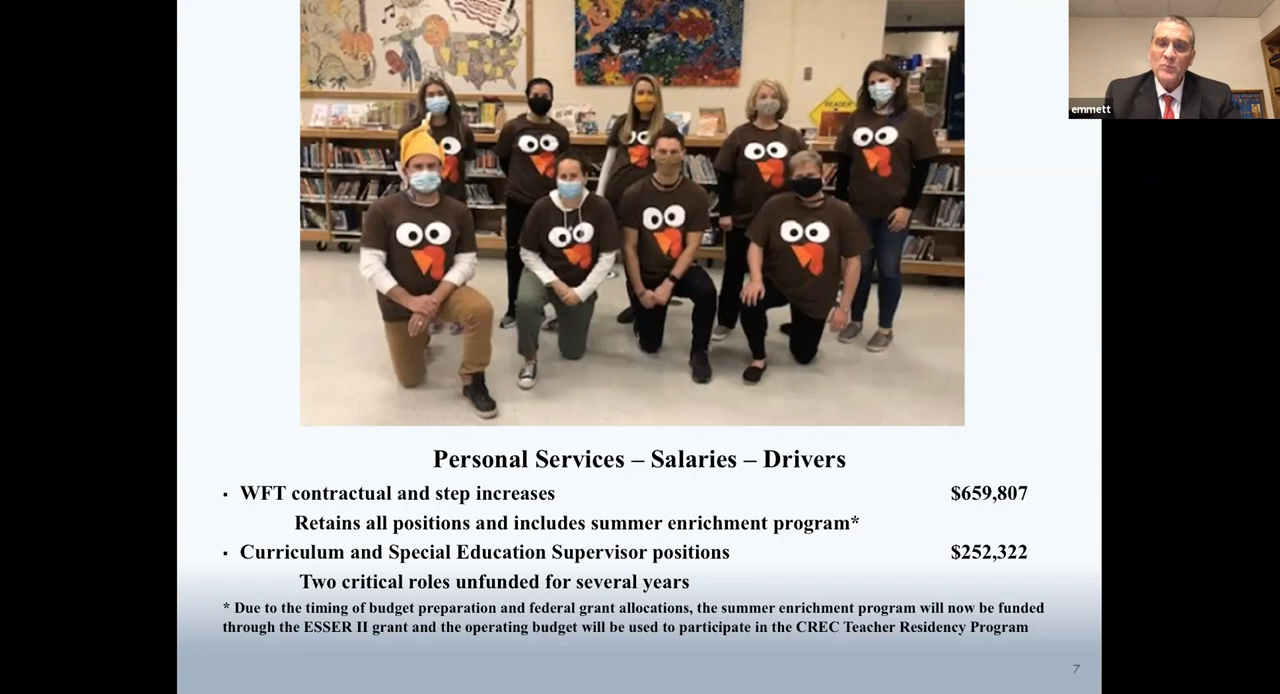 READER
emmett
Personal Services – Salaries – Drivers
▪ WFT contractual and step increases $659,807
Retains all positions and includes summer enrichment program*
▪ Curriculum and Special Education Supervisor positions $252,322
Two critical roles unfunded for several years
* Due to the timing of budget preparation and federal grant allocations, the summer enrichment program will now be funded
through the ESSER II grant and the operating budget will be used to participate in the CREC Teacher Residency Program
7